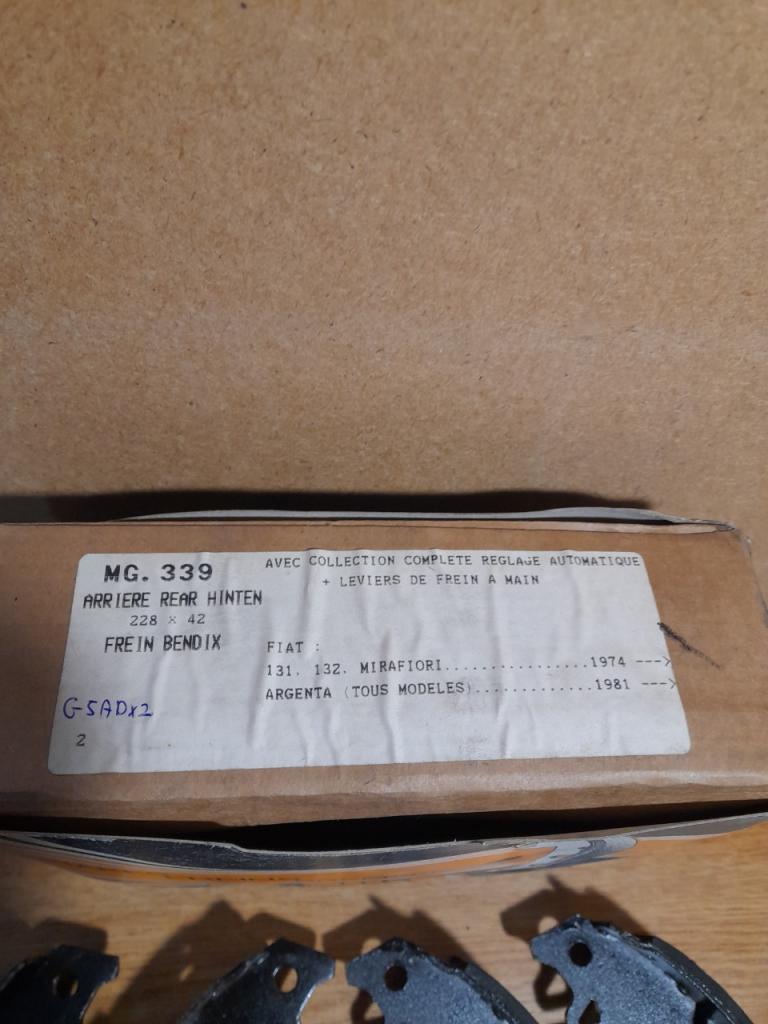 MG. 339
ARRIERE REAR HINTEN
228 x 42
FREIN BENDIX
G-5ADx2
2
AVEC COLLECTION COMPLETE REGLAGE AUTOMATIQUE
+ LEVIERS DE FREIN A MAIN
FIAT :
131. 132. MIRAFIORI................1974 --->
ARGENTA (TOUS MODELES).............1981 --->